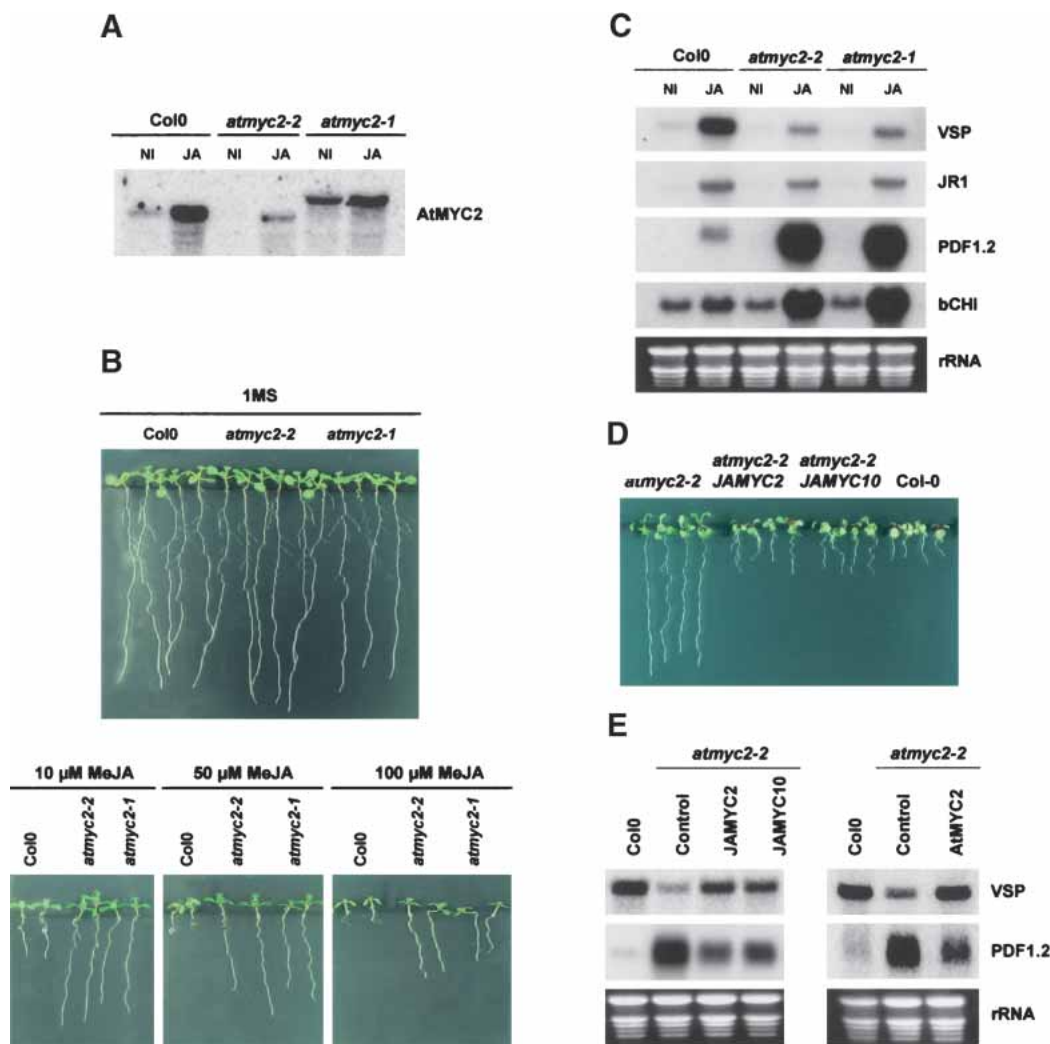 A
Col0 atmyc2-2 atmyc2-1
NI JA NI JA NI JA
AtMYC2
B
1MS
Col0 atmyc2-2 atmyc2-1
10 µM MeJA 50 µM MeJA 100 µM MeJA
Col0 atmyc2-2 atmyc2-1 Col0 atmyc2-2 atmyc2-1 Col0 atmyc2-2 atmyc2-1
C
Col0 atmyc2-2 atmyc2-1
NI JA NI JA NI JA
VSP
JR1
PDF1.2
bCHI
rRNA
D
atmyc2-2 atmyc2-2 JAMYC2 atmyc2-2 JAMYC10 Col-0
E
atmyc2-2 atmyc2-2
Col0 Control JAMYC2 JAMYC10 Col0 Control AtMYC2
VSP
PDF1.2
rRNA